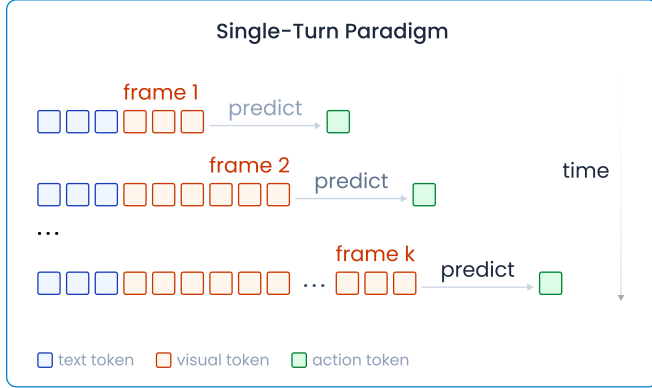 Single-Turn Paradigm
frame 1
predict
frame 2
predict
time
...
frame k
... predict
text token visual token action token